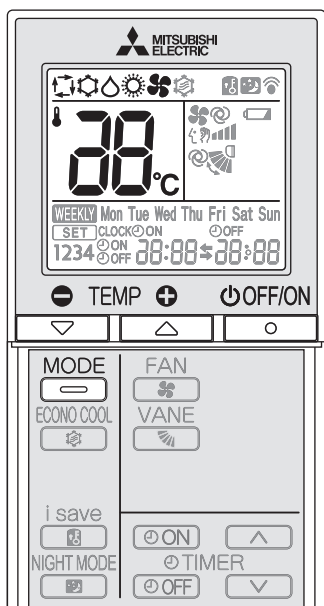 MITSUBISHI
ELECTRIC
88°C
WEEKLY Mon Tue Wed Thu Fri Sat Sun
SET CLOCK ON OFF
1234 ON OFF 88:88 88:88
TEMP OFF/ON
MODE FAN
ECONO COOL VANE
i save
ON
NIGHT MODE TIMER
OFF